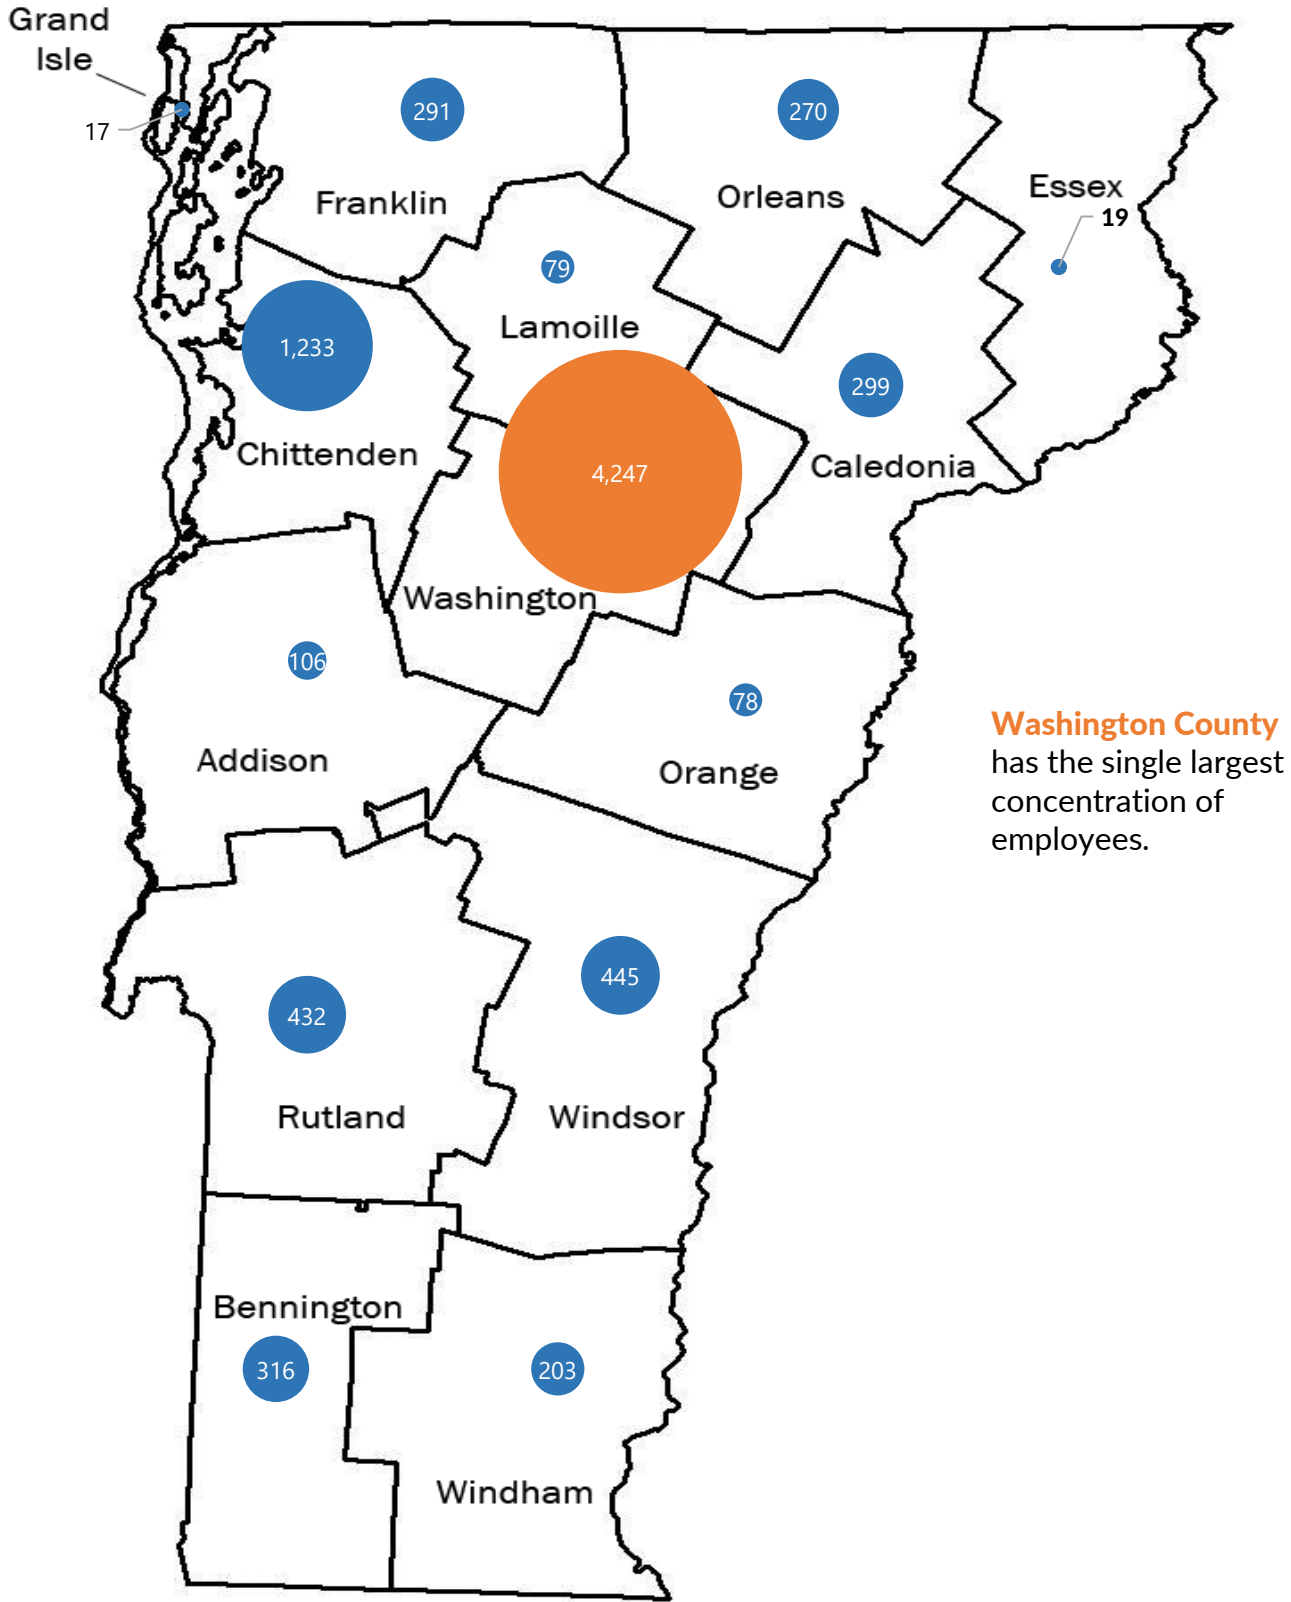 Grand
Isle
17
291
Franklin
270
Orleans
Essex
19
79
Lamoille
1,233
Chittenden
299
Caledonia
4,247
Washington
106
Addison
78
Orange
Washington County
has the single largest
concentration of
employees.
432
Rutland
445
Windsor
Bennington
316
203
Windham